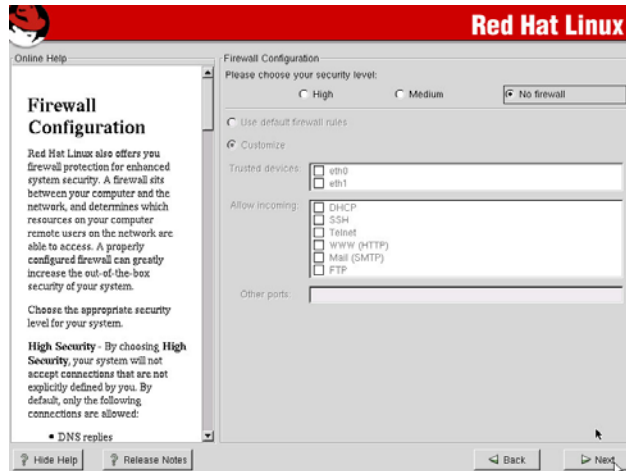 Red Hat Linux
Online Help
Firewall
Configuration
Red Hat Linux also offers you
firewall protection for enhanced
system security. A firewall sits
between your computer and the
network, and determines which
resources on your computer
remote users on the network are
able to access. A properly
configured firewall can greatly
increase the out-of-the-box
security of your system.
Choose the appropriate security
level for your system.
High Security - By choosing High
Security, your system will not
accept connections that are not
explicitly defined by you. By
default, only the following
connections are allowed:
• DNS replies
Firewall Configuration
Please choose your security level:
High Medium No firewall
Use default firewall rules
Customize
Trusted devices: eth0
eth1
Allow incoming: DHCP
SSH
Telnet
WWW (HTTP)
Mail (SMTP)
FTP
Other ports:
? Hide Help ? Release Notes Back Next